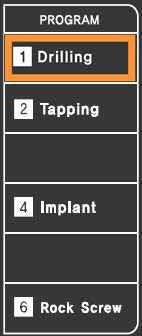 PROGRAM
1 Drilling
2 Tapping
4 Implant
6 Rock Screw